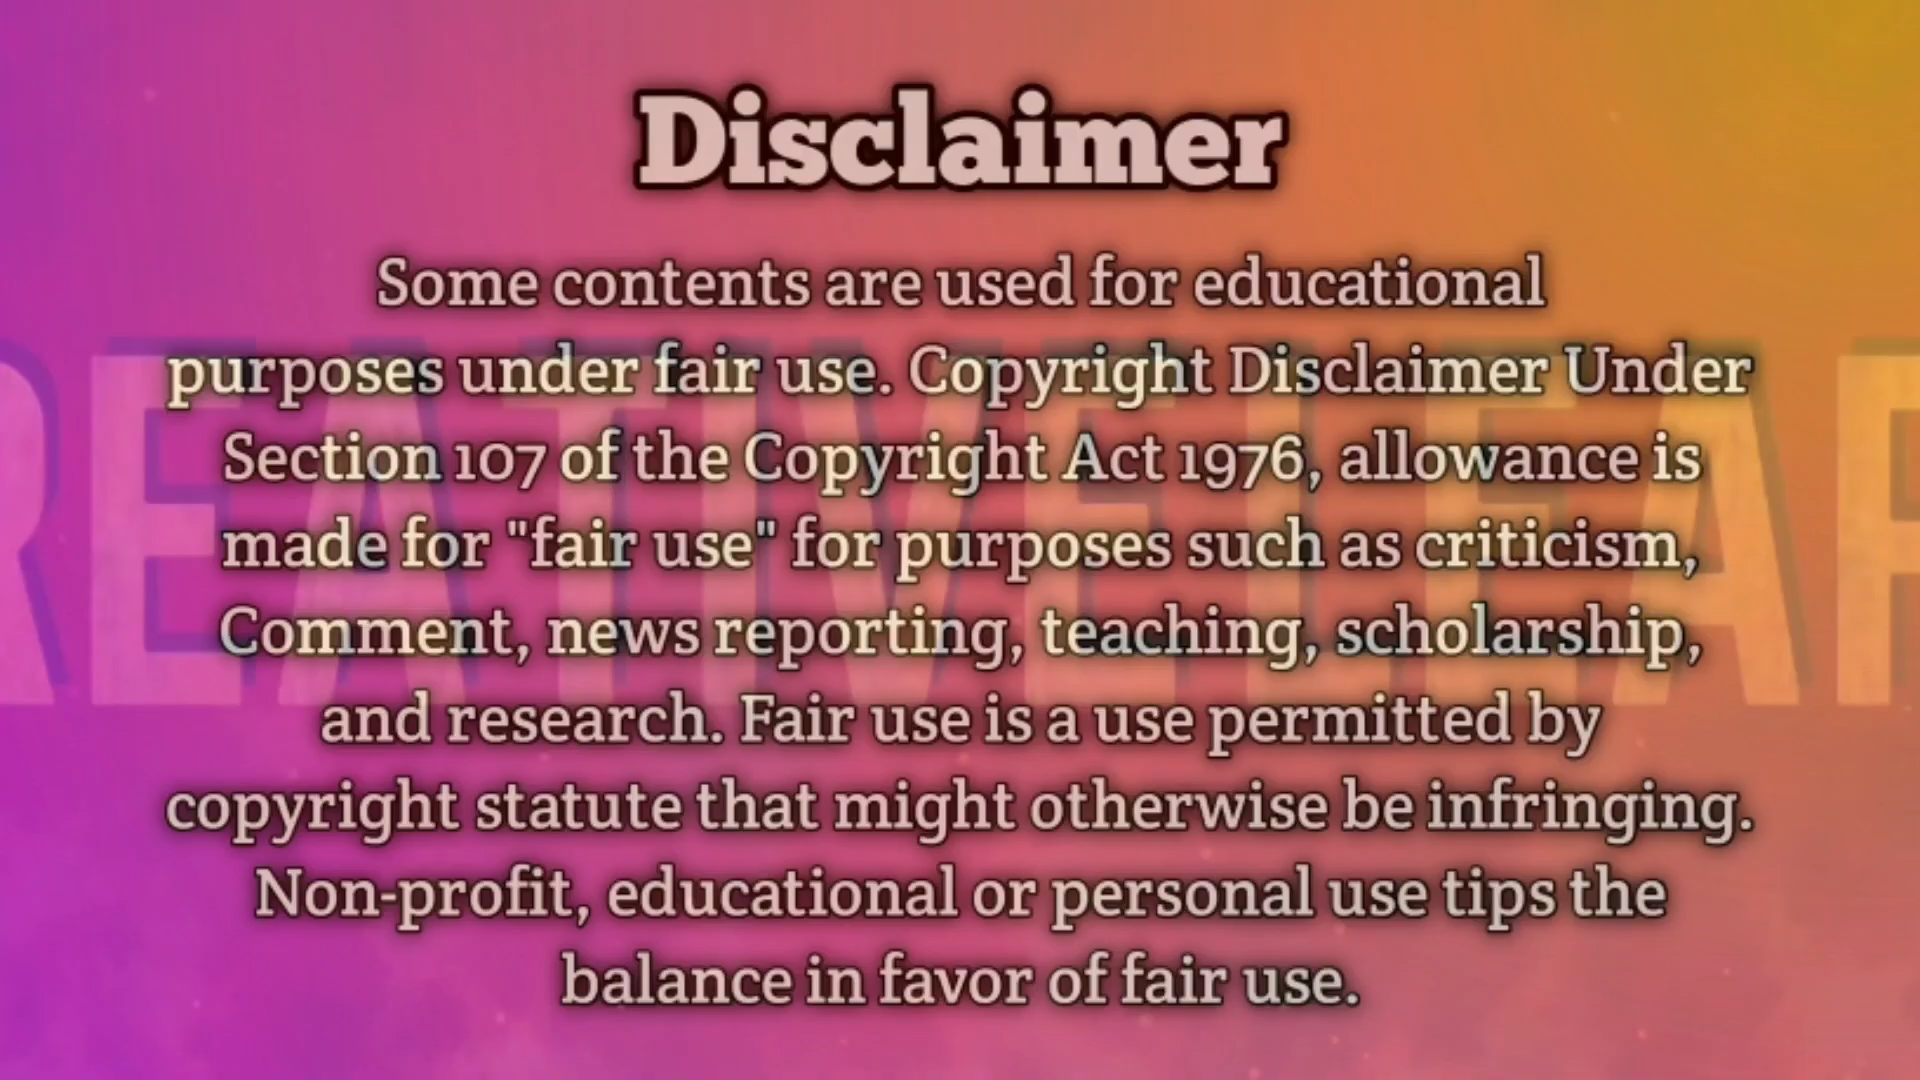 Disclaimer
Some contents are used for educational
purposes under fair use. Copyright Disclaimer Under
Section 107 of the Copyright Act 1976, allowance is
made for "fair use" for purposes such as criticism,
Comment, news reporting, teaching, scholarship,
and research. Fair use is a use permitted by
copyright statute that might otherwise be infringing.
Non-profit, educational or personal use tips the
balance in favor of fair use.
REATIVE LEAR